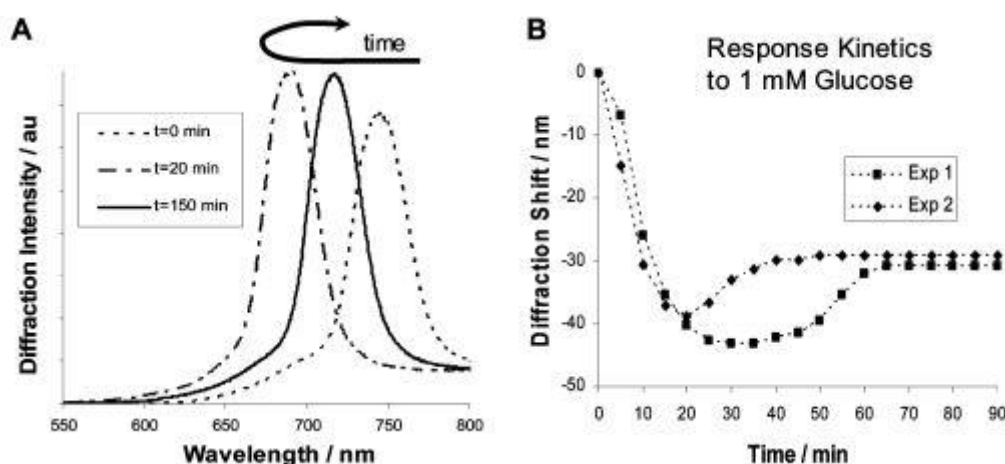 A
time
Diffraction Intensity / au
t=0 min
t=20 min
t=150 min
550 600 650 700 750 800
Wavelength / nm
B
Response Kinetics
to 1 mM Glucose
Diffraction Shift / nm
0
-10
-20
-30
-40
-50
Exp 1
Exp 2
0 10 20 30 40 50 60 70 80 90
Time / min